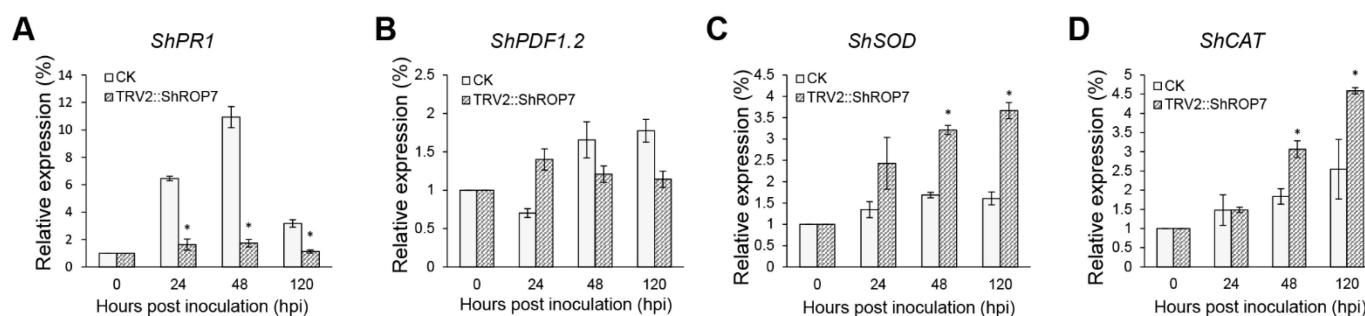 A
ShPR1
Relative expression (%)
14
12
10
8
6
4
2
0
CK
TRV2::ShROP7
*
*
*
0 24 48 120
Hours post inoculation (hpi)
B
ShPDF1.2
Relative expression (%)
2.5
2
1.5
1
0.5
0
CK
TRV2::ShROP7
0 24 48 120
Hours post inoculation (hpi)
C
ShSOD
Relative expression (%)
4.5
4
3.5
3
2.5
2
1.5
1
0.5
0
CK
TRV2::ShROP7
*
*
0 24 48 120
Hours post inoculation (hpi)
D
ShCAT
Relative expression (%)
5
4.5
4
3.5
3
2.5
2
1.5
1
0.5
0
CK
TRV2::ShROP7
*
*
0 24 48 120
Hours post inoculation (hpi)